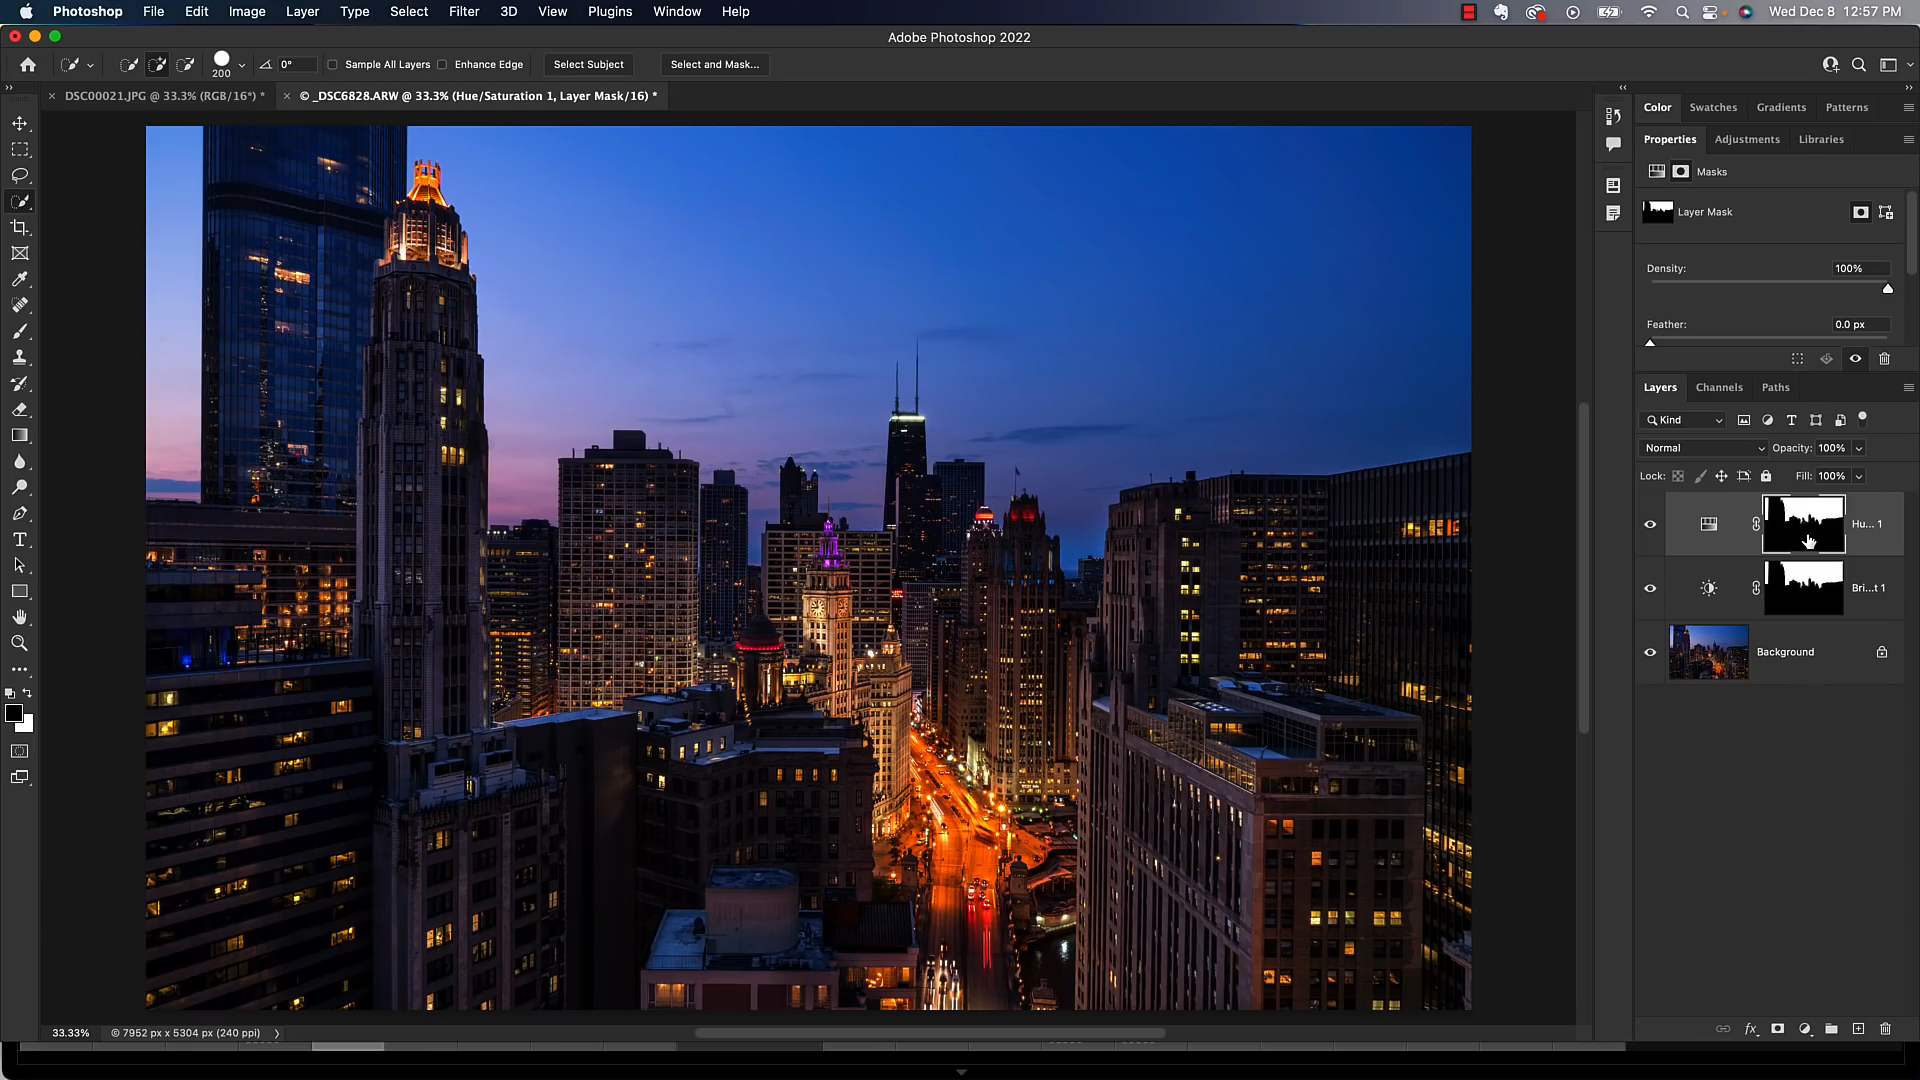 Photoshop File Edit Image Layer Type Select Filter 3D View Plugins Window Help Wed Dec 8 12:57 PM
Adobe Photoshop 2022
200 0° Sample All Layers Enhance Edge Select Subject Select and Mask...
× DSC00021.JPG @ 33.3% (RGB/16*) * × © _DSC6828.ARW @ 33.3% (Hue/Saturation 1, Layer Mask/16) *
Color Swatches Gradients Patterns
Properties Adjustments Libraries
Masks
Layer Mask
Density: 100%
Feather: 0.0 px
Layers Channels Paths
Kind
Normal Opacity: 100%
Lock: Fill: 100%
Hu... 1
Bri...t 1
Background
33.33% © 7952 px x 5304 px (240 ppi)